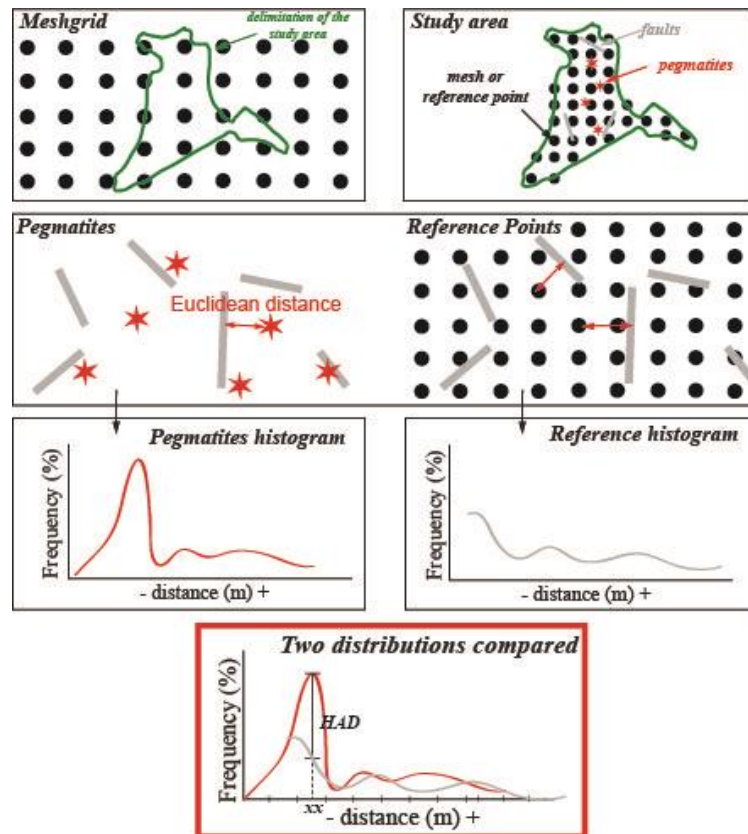 Meshgrid
delimitation of the
study area
Study area
faults
pegmatites
mesh or
reference point
Pegmatites
Euclidean distance
Reference Points
Pegmatites histogram
Frequency (%)
- distance (m) +
Reference histogram
Frequency (%)
- distance (m) +
Two distributions compared
Frequency (%)
HAD
xx
- distance (m) +